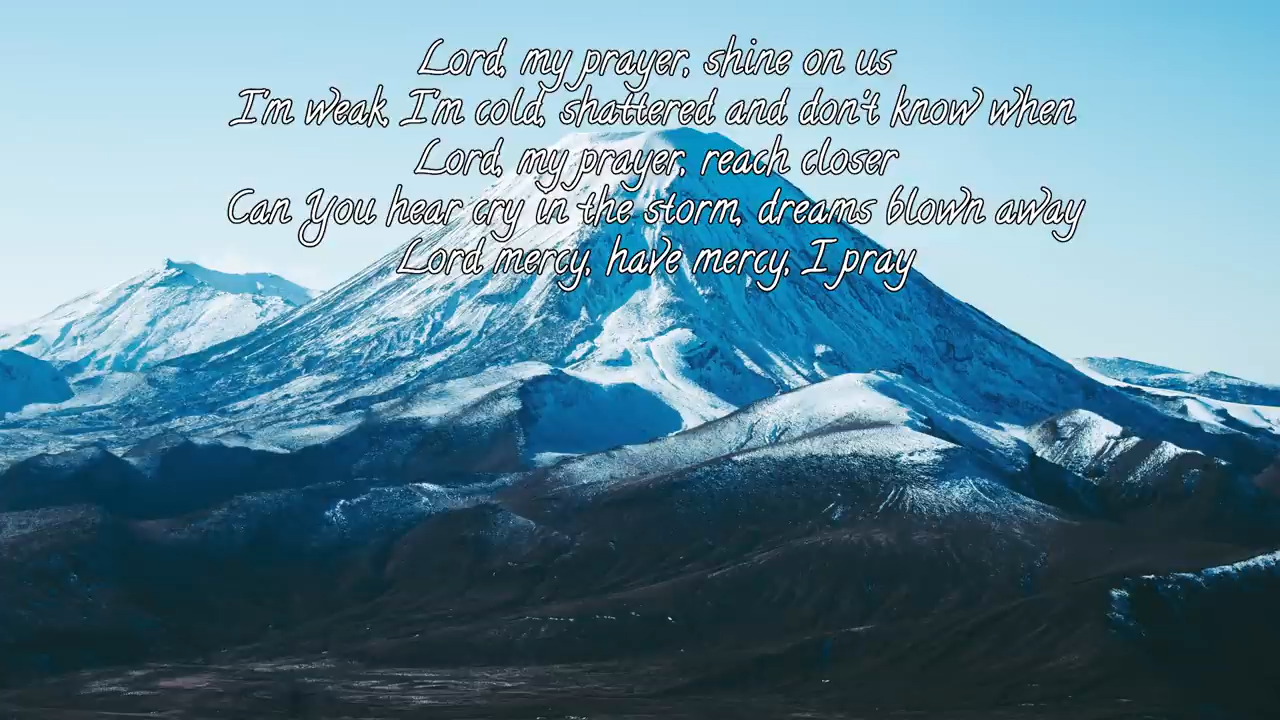 Lord, my prayer, shine on us
I'm weak, I'm cold, shattered and don't know when
Lord, my prayer, reach closer
Can You hear cry in the storm, dreams blown away
Lord mercy, have mercy, I pray